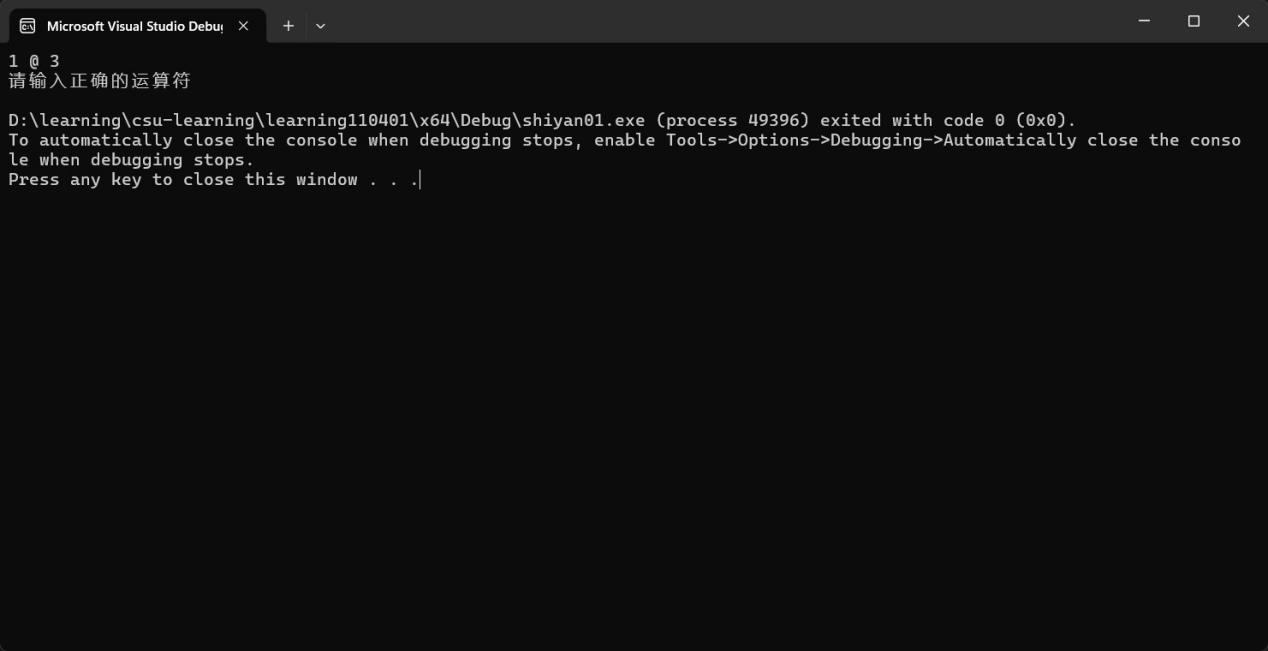 Microsoft Visual Studio Debu
1 @ 3
请输入正确的运算符
D:\learning\csu-learning\learning110401\x64\Debug\shiyan01.exe (process 49396) exited with code 0 (0x0).
To automatically close the console when debugging stops, enable Tools->Options->Debugging->Automatically close the conso
le when debugging stops.
Press any key to close this window . . .